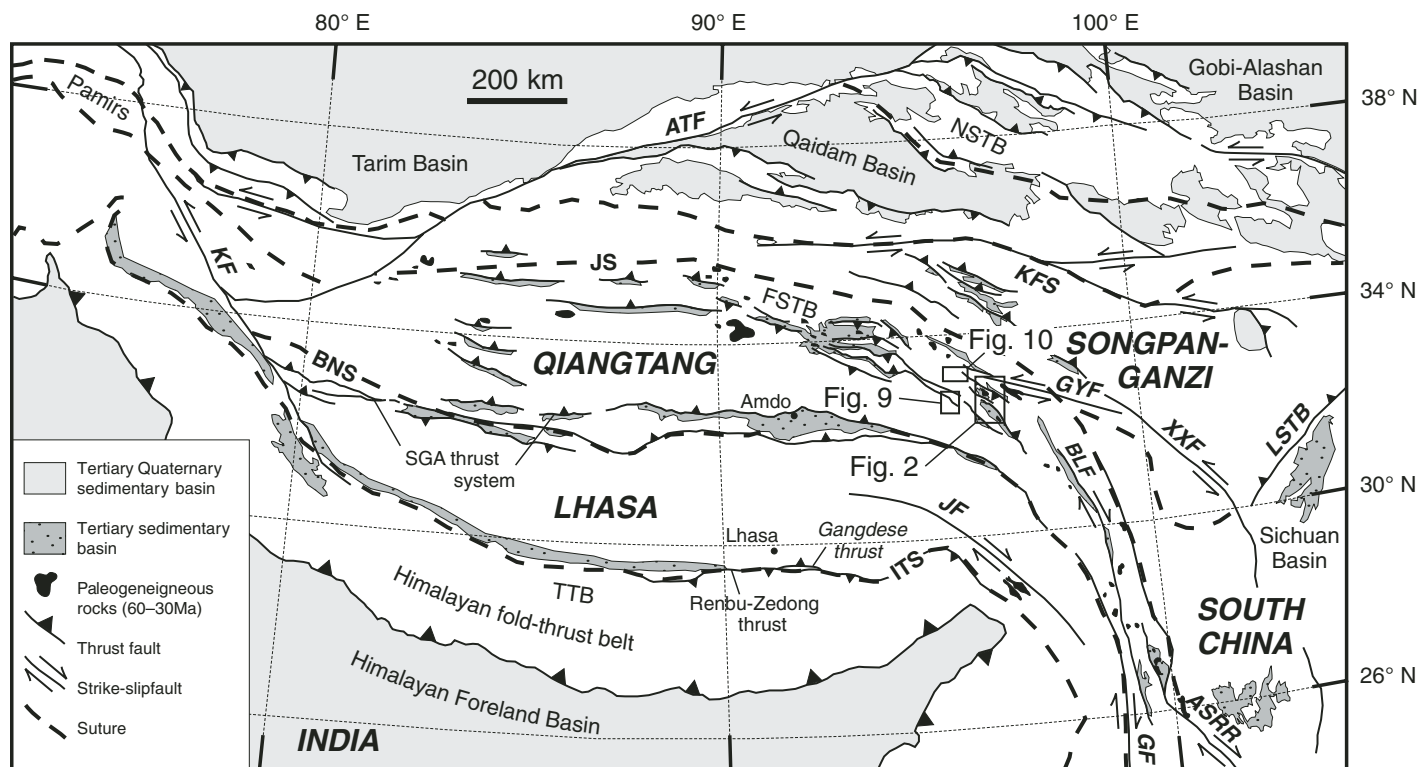 80° E
90° E
100° E
200 km
Gobi-Alashan
Basin
38° N
Pamirs
ATF
NSTB
Tarim Basin
Qaidam Basin
KF
JS
KFS
34° N
FSTB
Fig. 10
SONGPAN-
GANZI
BNS
QIANGTANG
GYF
Fig. 9
Amdo
XXF
LSTB
SGA thrust
system
Fig. 2
BLF
30° N
LHASA
JF
Sichuan
Basin
Lhasa
Gangdese
thrust
ITS
TTB
Renbu-Zedong
thrust
Himalayan fold-thrust belt
SOUTH
CHINA
Himalayan Foreland Basin
26° N
ASRR
GF
INDIA
Tertiary Quaternary
sedimentary basin
Tertiary sedimentary
basin
Paleogeneigneous
rocks (60–30Ma)
Thrust fault
Strike-slipfault
Suture